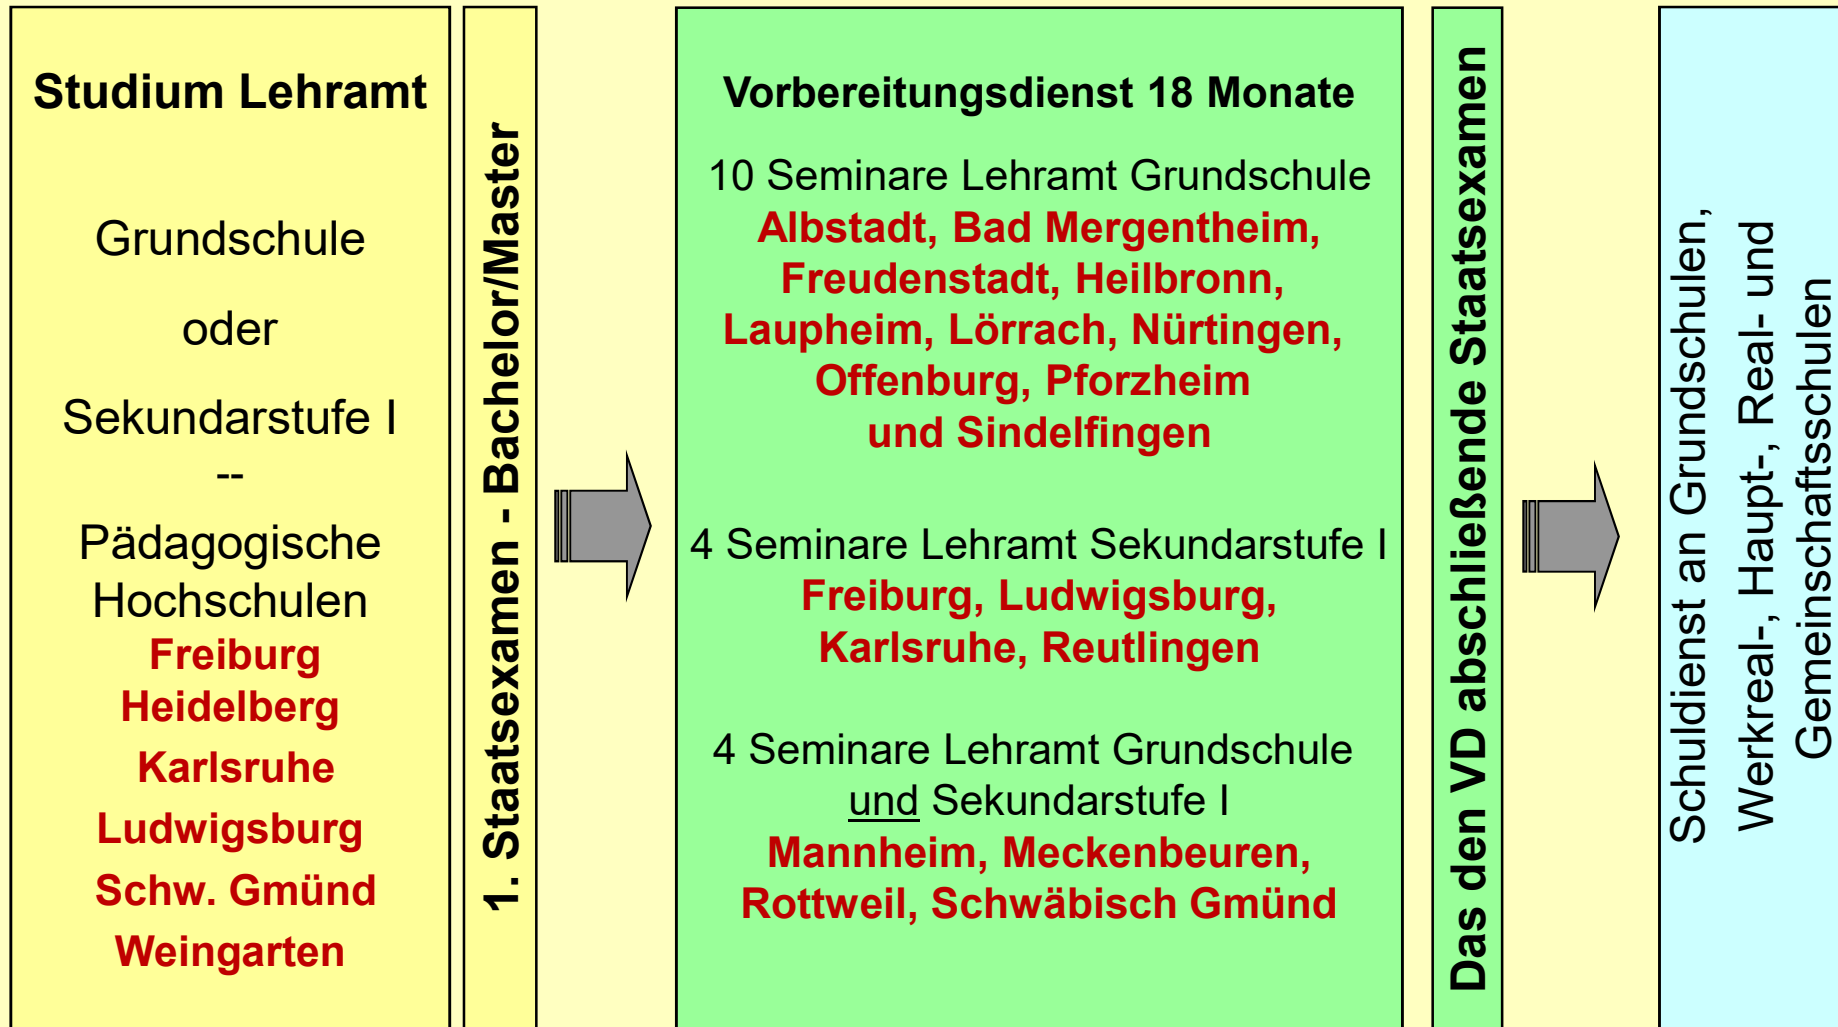 Studium Lehramt
Grundschule
oder
Sekundarstufe I
--
Pädagogische
Hochschulen
Freiburg
Heidelberg
Karlsruhe
Ludwigsburg
Schw. Gmünd
Weingarten
1. Staatsexamen - Bachelor/Master
Vorbereitungsdienst 18 Monate
10 Seminare Lehramt Grundschule
Albstadt, Bad Mergentheim,
Freudenstadt, Heilbronn,
Laupheim, Lörrach, Nürtingen,
Offenburg, Pforzheim
und Sindelfingen
4 Seminare Lehramt Sekundarstufe I
Freiburg, Ludwigsburg,
Karlsruhe, Reutlingen
4 Seminare Lehramt Grundschule
und Sekundarstufe I
Mannheim, Meckenbeuren,
Rottweil, Schwäbisch Gmünd
Das den VD abschließende Staatsexamen
Schuldienst an Grundschulen,
Werkreal-, Haupt-, Real- und
Gemeinschaftsschulen